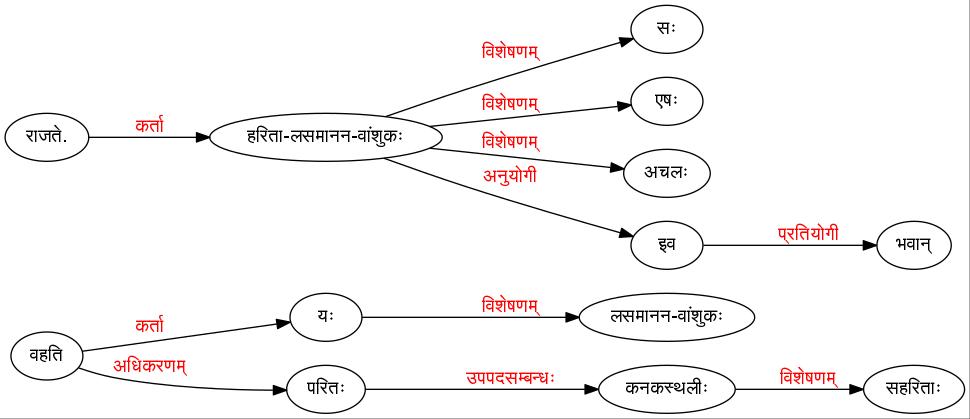 सः
विशेषणम्
एषः
विशेषणम्
राजते.
कर्ता
हरिता-लसमानन-वांशुकः
विशेषणम्
अचलः
अनुयोगी
इव
प्रतियोगी
भवान्
यः
विशेषणम्
लसमानन-वांशुकः
कर्ता
वहति
अधिकरणम्
परितः
उपपदसम्बन्धः
कनकस्थलीः
विशेषणम्
सहरिताः